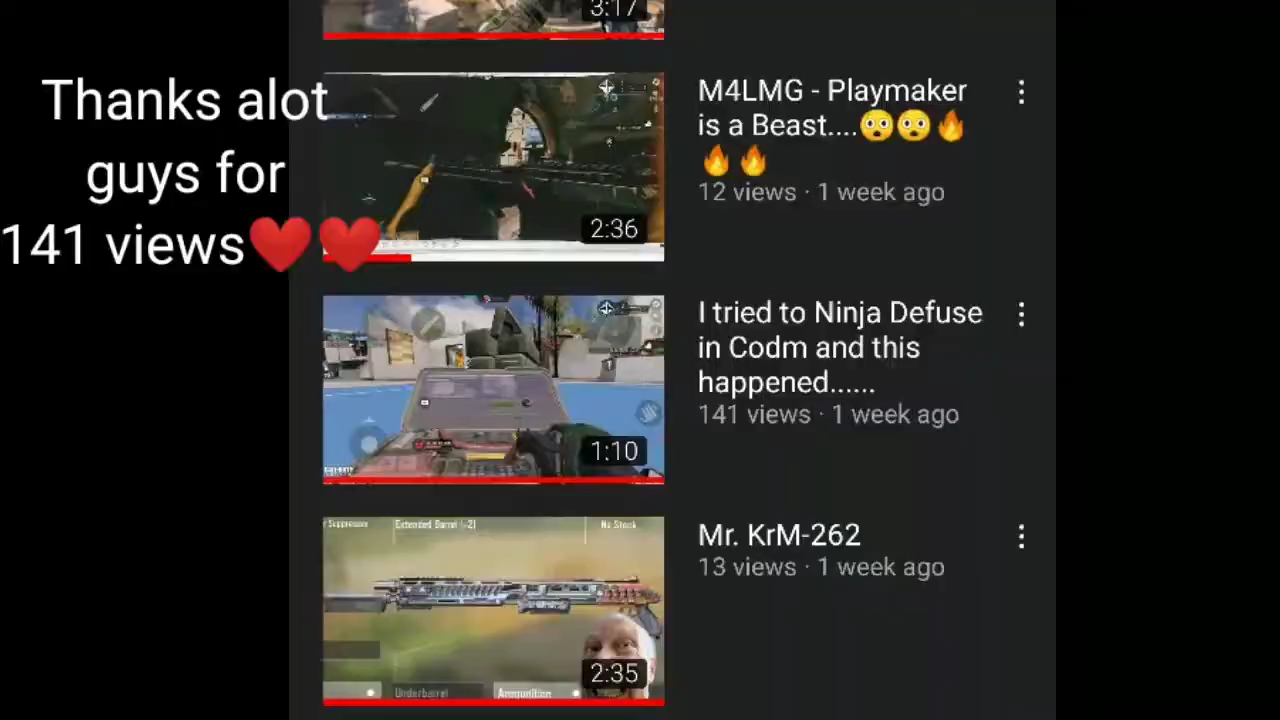 3:17
Thanks alot
guys for
141 views❤️❤️
M4LMG - Playmaker
is a Beast....😳😳🔥
🔥🔥
12 views · 1 week ago
2:36
I tried to Ninja Defuse
in Codm and this
happened......
141 views · 1 week ago
1:10
r Suppressor
Extended Barrel (-2)
No Stock
Mr. KrM-262
13 views · 1 week ago
2:35
Underbarrel
Ammunition